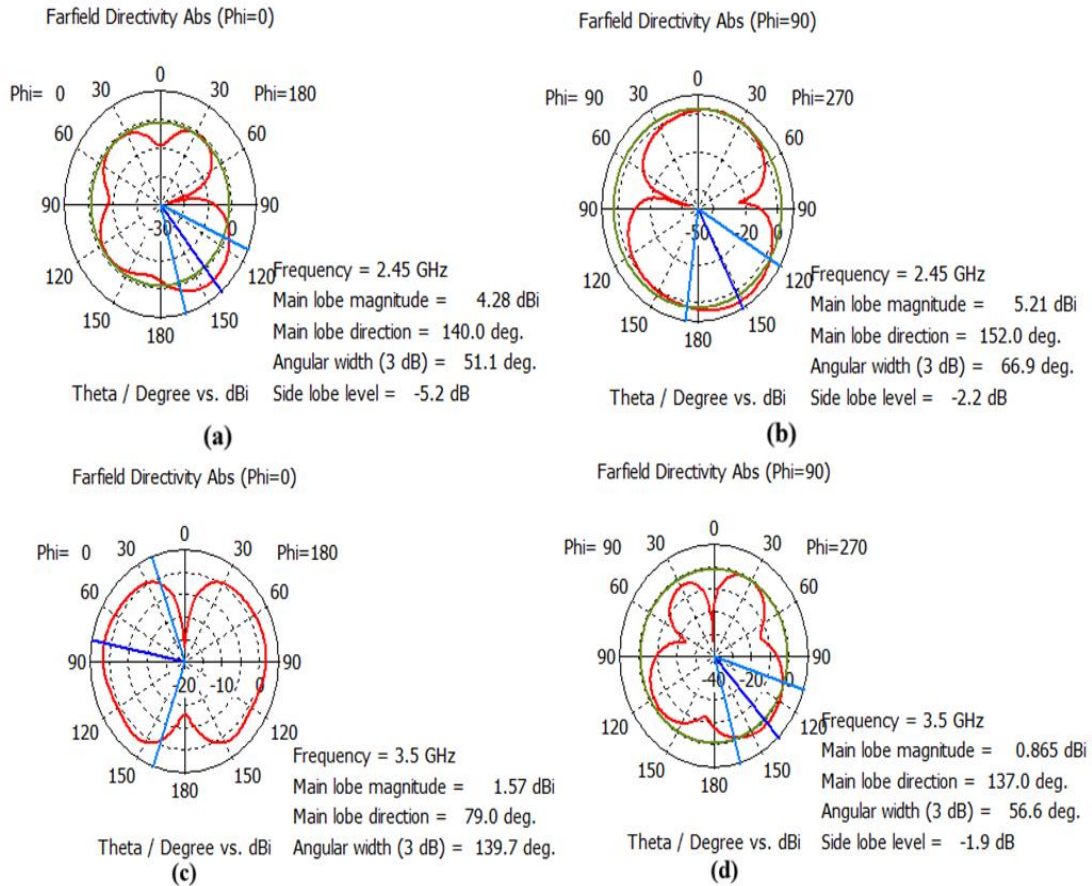 Farfield Directivity Abs (Phi=0)
0
30 30
Phi= 0 Phi=180
60 60
90 -30 0 90
120 120
150 150
180
Frequency = 2.45 GHz
Main lobe magnitude = 4.28 dBi
Main lobe direction = 140.0 deg.
Angular width (3 dB) = 51.1 deg.
Theta / Degree vs. dBi Side lobe level = -5.2 dB
(a)
Farfield Directivity Abs (Phi=90)
0
30 30
Phi= 90 Phi=270
60 60
90 -50 -20 0 90
120 120
150 150
180
Frequency = 2.45 GHz
Main lobe magnitude = 5.21 dBi
Main lobe direction = 152.0 deg.
Angular width (3 dB) = 66.9 deg.
Theta / Degree vs. dBi Side lobe level = -2.2 dB
(b)
Farfield Directivity Abs (Phi=0)
0
30 30
Phi= 0 Phi=180
60 60
90 -20 -10 0 90
120 120
150 150
180
Frequency = 3.5 GHz
Main lobe magnitude = 1.57 dBi
Main lobe direction = 79.0 deg.
Theta / Degree vs. dBi Angular width (3 dB) = 139.7 deg.
(c)
Farfield Directivity Abs (Phi=90)
0
30 30
Phi= 90 Phi=270
60 60
90 -40 -20 0 90
120 120
150 150
180
Frequency = 3.5 GHz
Main lobe magnitude = 0.865 dBi
Main lobe direction = 137.0 deg.
Angular width (3 dB) = 56.6 deg.
Theta / Degree vs. dBi Side lobe level = -1.9 dB
(d)